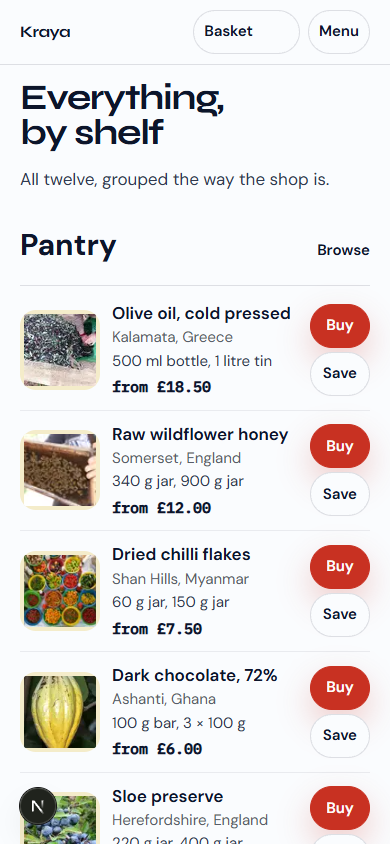 Kraya
Basket
Menu
Everything,
by shelf
All twelve, grouped the way the shop is.
Pantry
Browse
Olive oil, cold pressed
Kalamata, Greece
500 ml bottle, 1 litre tin
from £18.50
Buy
Save
Raw wildflower honey
Somerset, England
340 g jar, 900 g jar
from £12.00
Buy
Save
Dried chilli flakes
Shan Hills, Myanmar
60 g jar, 150 g jar
from £7.50
Buy
Save
Dark chocolate, 72%
Ashanti, Ghana
100 g bar, 3 × 100 g
from £6.00
Buy
Save
Sloe preserve
Herefordshire, England
220 g jar, 400 g jar
Buy
N